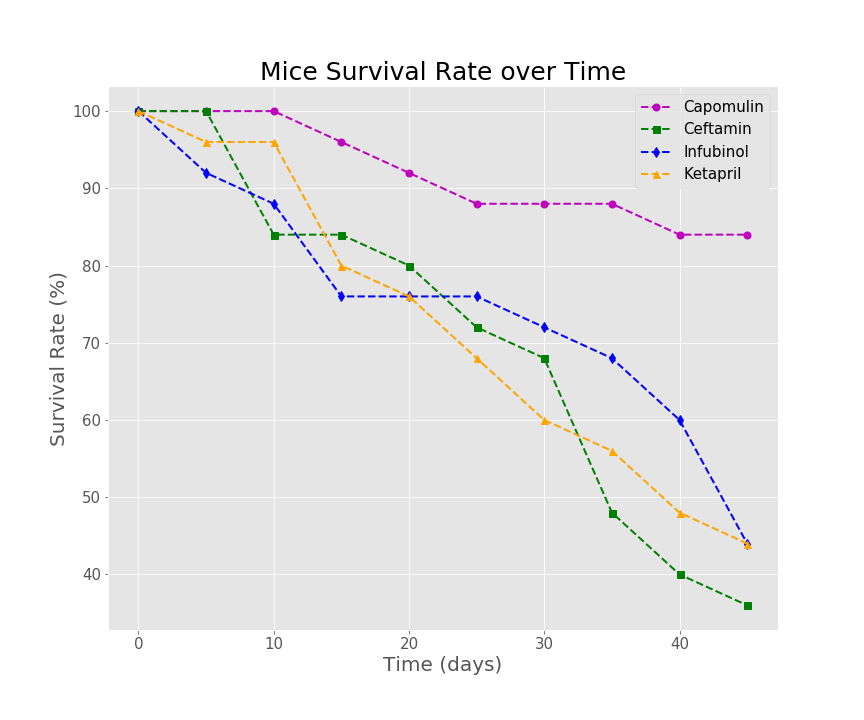 Mice Survival Rate over Time
Capomulin
Ceftamin
Infubinol
Ketapril
Survival Rate (%)
100
90
80
70
60
50
40
0 10 20 30 40
Time (days)